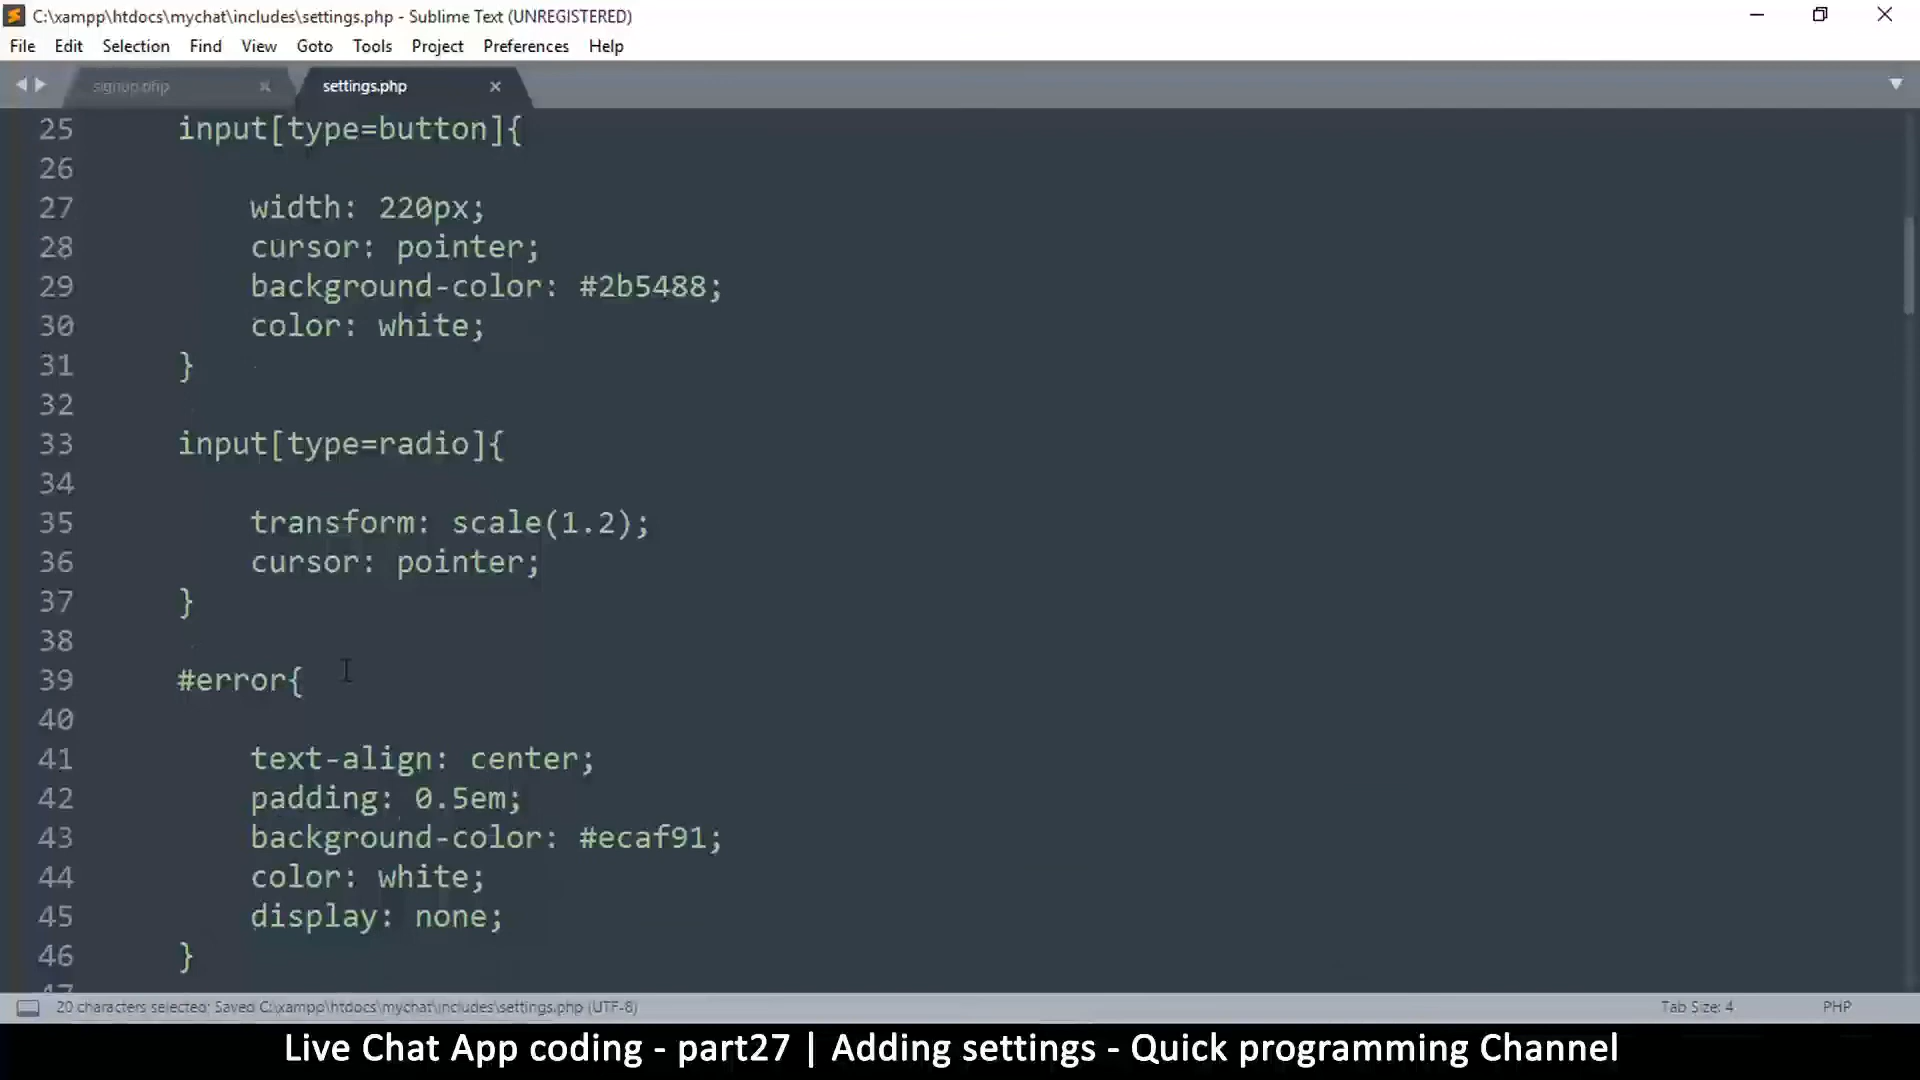 C:\xampp\htdocs\mychat\includes\settings.php - Sublime Text (UNREGISTERED)
File Edit Selection Find View Goto Tools Project Preferences Help
signup.php settings.php
25 input[type=button]{
26
27 width: 220px;
28 cursor: pointer;
29 background-color: #2b5488;
30 color: white;
31 }
32
33 input[type=radio]{
34
35 transform: scale(1.2);
36 cursor: pointer;
37 }
38
39 #error{
40
41 text-align: center;
42 padding: 0.5em;
43 background-color: #ecaf91;
44 color: white;
45 display: none;
46 }
47
20 characters selected: Saved C:\xampp\htdocs\mychat\includes\settings.php (UTF-8) Tab Size: 4 PHP
Live Chat App coding - part27 | Adding settings - Quick programming Channel